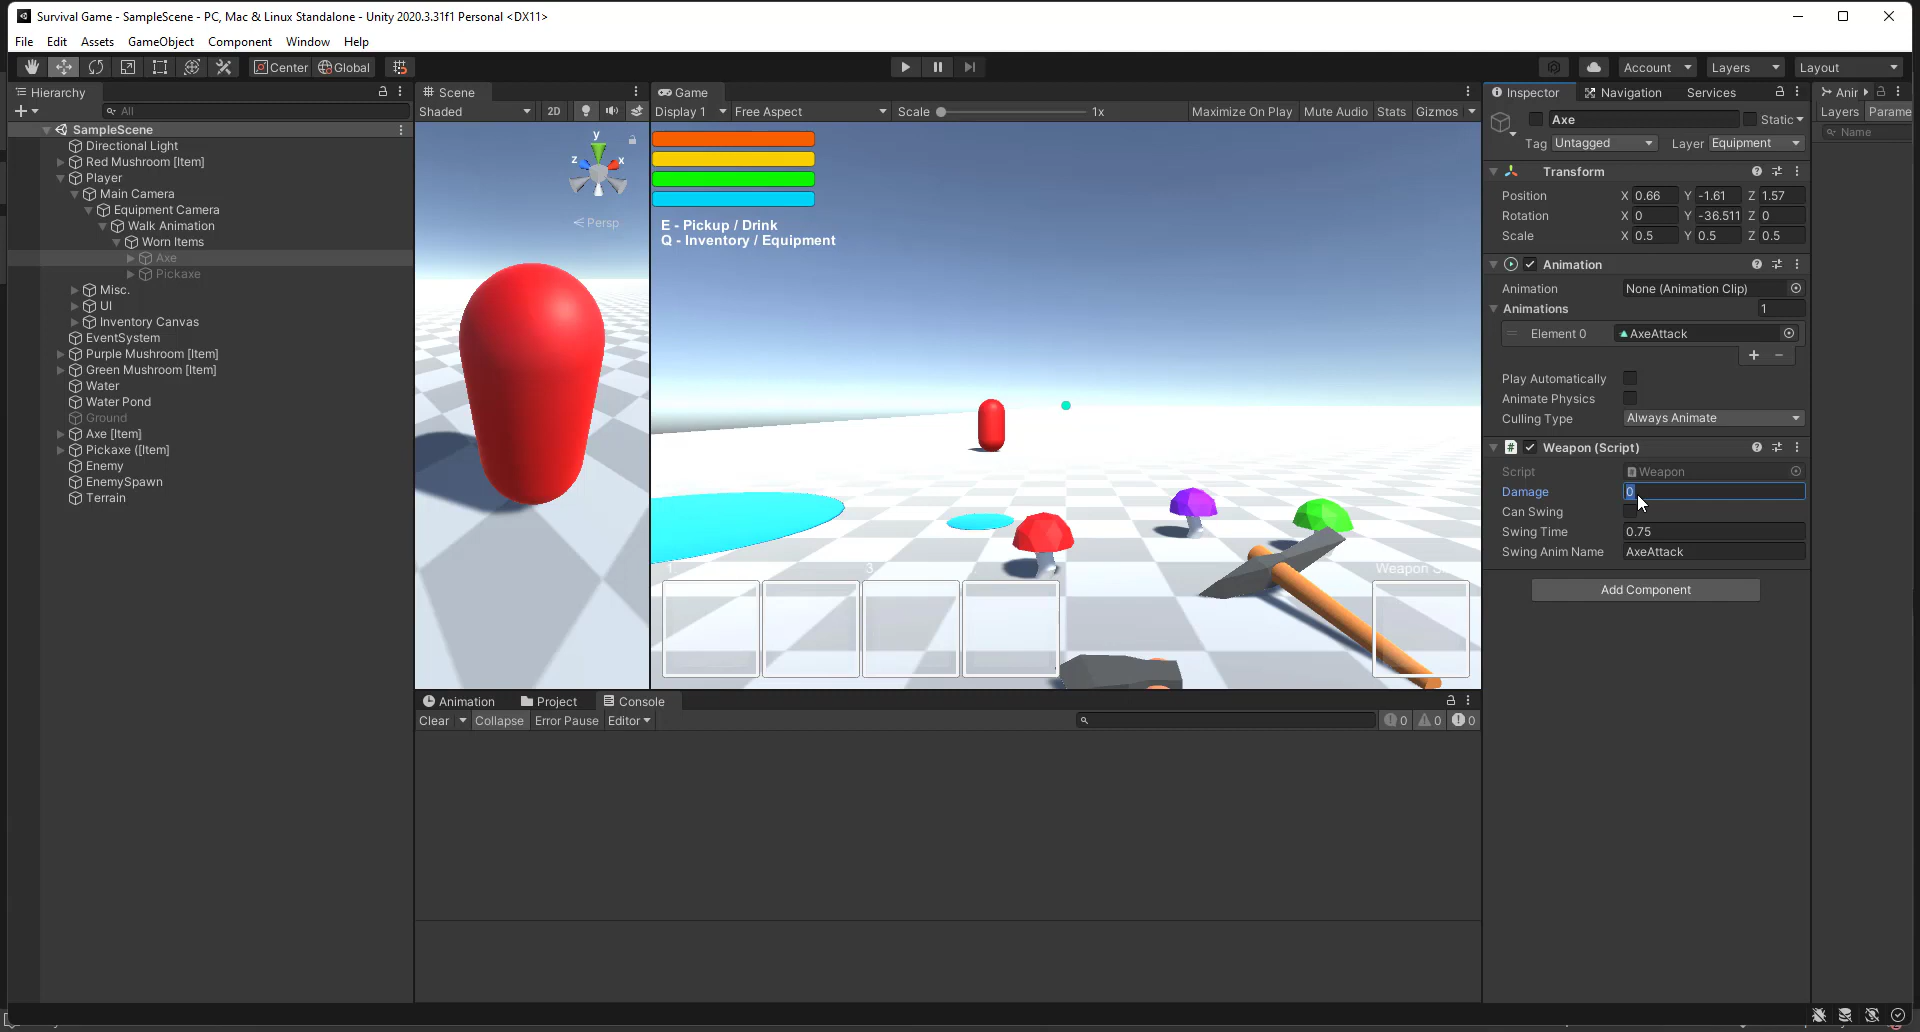 Survival Game - SampleScene - PC, Mac & Linux Standalone - Unity 2020.3.31f1 Personal <DX11>
File Edit Assets GameObject Component Window Help
Center Global Account Layers Layout
Hierarchy
All
SampleScene
Directional Light
Red Mushroom [Item]
Player
Main Camera
Equipment Camera
Walk Animation
Worn Items
Axe
Pickaxe
Misc.
UI
Inventory Canvas
EventSystem
Purple Mushroom [Item]
Green Mushroom [Item]
Water
Water Pond
Ground
Axe [Item]
Pickaxe ([Item]
Enemy
EnemySpawn
Terrain
Scene
Shaded 2D
y
z x
Persp
Game
Display 1 Free Aspect Scale 1x Maximize On Play Mute Audio Stats Gizmos
E - Pickup / Drink
Q - Inventory / Equipment
1 3 Weapon S
Animation Project Console
Clear Collapse Error Pause Editor 0 0 0
Inspector Navigation Services
Axe Static
Tag Untagged Layer Equipment
Transform
Position X 0.66 Y -1.61 Z 1.57
Rotation X 0 Y -36.511 Z 0
Scale X 0.5 Y 0.5 Z 0.5
Animation
Animation None (Animation Clip)
Animations 1
Element 0 AxeAttack
+ -
Play Automatically
Animate Physics
Culling Type Always Animate
Weapon (Script)
Script Weapon
Damage 0
Can Swing
Swing Time 0.75
Swing Anim Name AxeAttack
Add Component
Anir
Layers Parame
Name